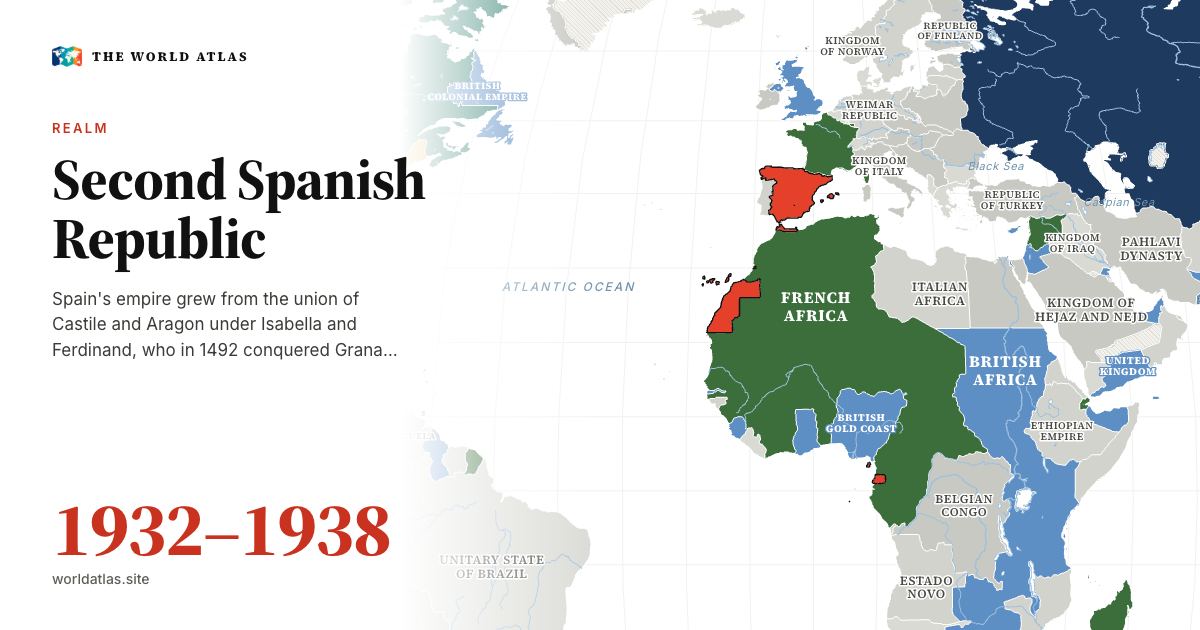 THE WORLD ATLAS
REALM
Second Spanish
Republic
Spain's empire grew from the union of
Castile and Aragon under Isabella and
Ferdinand, who in 1492 conquered Grana...
1932–1938
worldatlas.site
BRITISH
COLONIAL EMPIRE
KINGDOM
OF NORWAY
REPUBLIC
OF FINLAND
WEIMAR
REPUBLIC
KINGDOM
OF ITALY
Black Sea
REPUBLIC
OF TURKEY
Caspian Sea
KINGDOM
OF IRAQ
PAHLAVI
DYNASTY
ATLANTIC OCEAN
FRENCH
AFRICA
ITALIAN
AFRICA
KINGDOM OF
HEJAZ AND NEJD
BRITISH
AFRICA
UNITED
KINGDOM
BRITISH
GOLD COAST
ETHIOPIAN
EMPIRE
BELGIAN
CONGO
UNITARY STATE
OF BRAZIL
ESTADO
NOVO